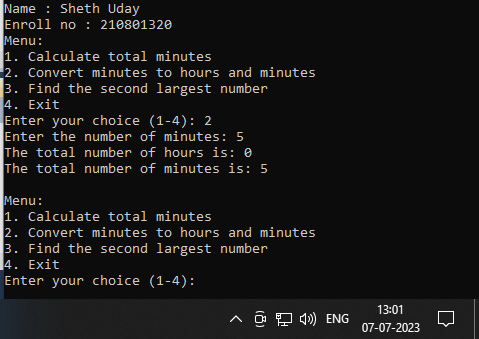 Name : Sheth Uday
Enroll no : 210801320
Menu:
1. Calculate total minutes
2. Convert minutes to hours and minutes
3. Find the second largest number
4. Exit
Enter your choice (1-4): 2
Enter the number of minutes: 5
The total number of hours is: 0
The total number of minutes is: 5

Menu:
1. Calculate total minutes
2. Convert minutes to hours and minutes
3. Find the second largest number
4. Exit
Enter your choice (1-4):
ENG
13:01
07-07-2023